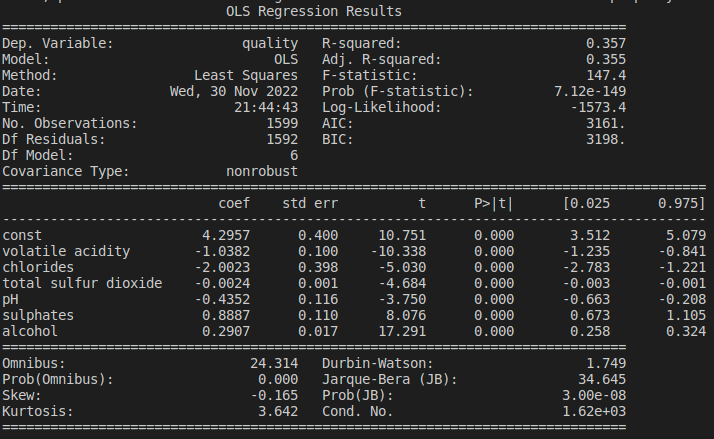 OLS Regression Results
==============================================================================
Dep. Variable:                quality   R-squared:                       0.357
Model:                            OLS   Adj. R-squared:                  0.355
Method:                 Least Squares   F-statistic:                     147.4
Date:                Wed, 30 Nov 2022   Prob (F-statistic):          7.12e-149
Time:                        21:44:43   Log-Likelihood:                -1573.4
No. Observations:                1599   AIC:                             3161.
Df Residuals:                    1592   BIC:                             3198.
Df Model:                           6
Covariance Type:            nonrobust
========================================================================================
                           coef    std err          t      P>|t|      [0.025      0.975]
----------------------------------------------------------------------------------------
const                    4.2957      0.400     10.751      0.000       3.512       5.079
volatile acidity        -1.0382      0.100    -10.338      0.000      -1.235      -0.841
chlorides               -2.0023      0.398     -5.030      0.000      -2.783      -1.221
total sulfur dioxide    -0.0024      0.001     -4.684      0.000      -0.003      -0.001
pH                      -0.4352      0.116     -3.750      0.000      -0.663      -0.208
sulphates                0.8887      0.110      8.076      0.000       0.673       1.105
alcohol                  0.2907      0.017     17.291      0.000       0.258       0.324
==============================================================================
Omnibus:                       24.314   Durbin-Watson:                   1.749
Prob(Omnibus):                  0.000   Jarque-Bera (JB):               34.645
Skew:                          -0.165   Prob(JB):                     3.00e-08
Kurtosis:                       3.642   Cond. No.                     1.62e+03
==============================================================================